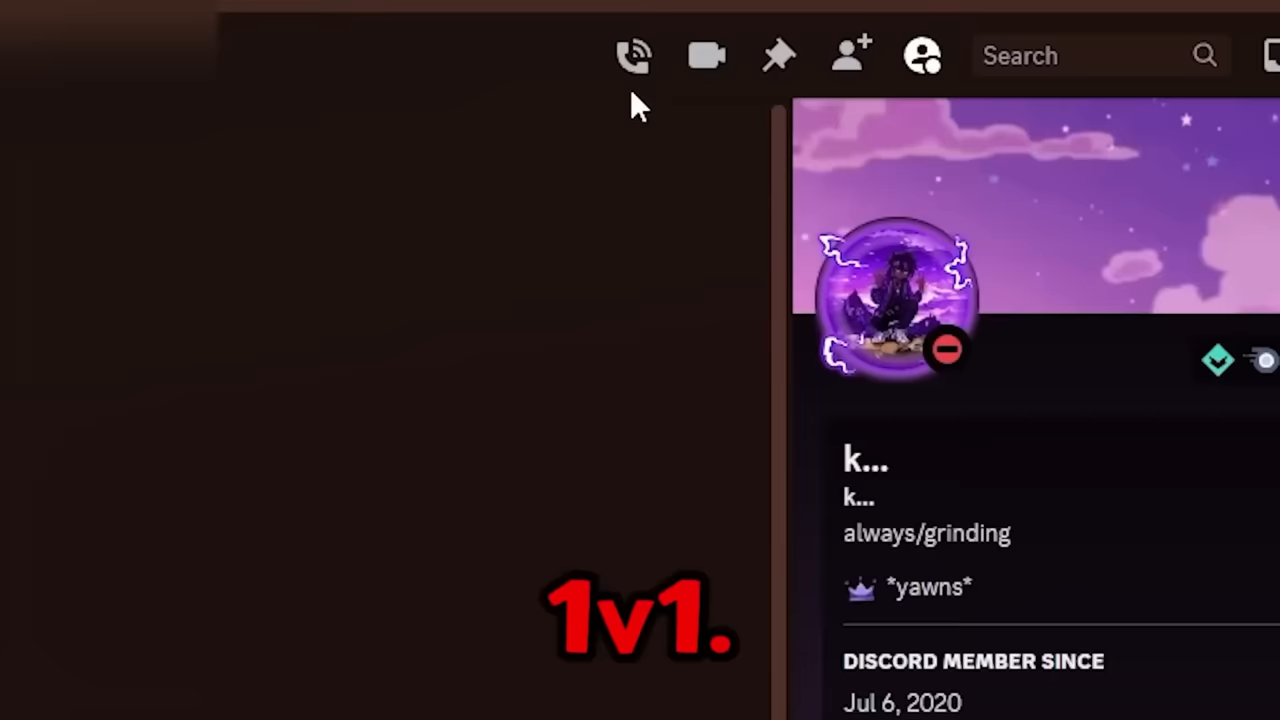 Search
k...
k...
always/grinding
*yawns*
1v1.
DISCORD MEMBER SINCE
Jul 6, 2020